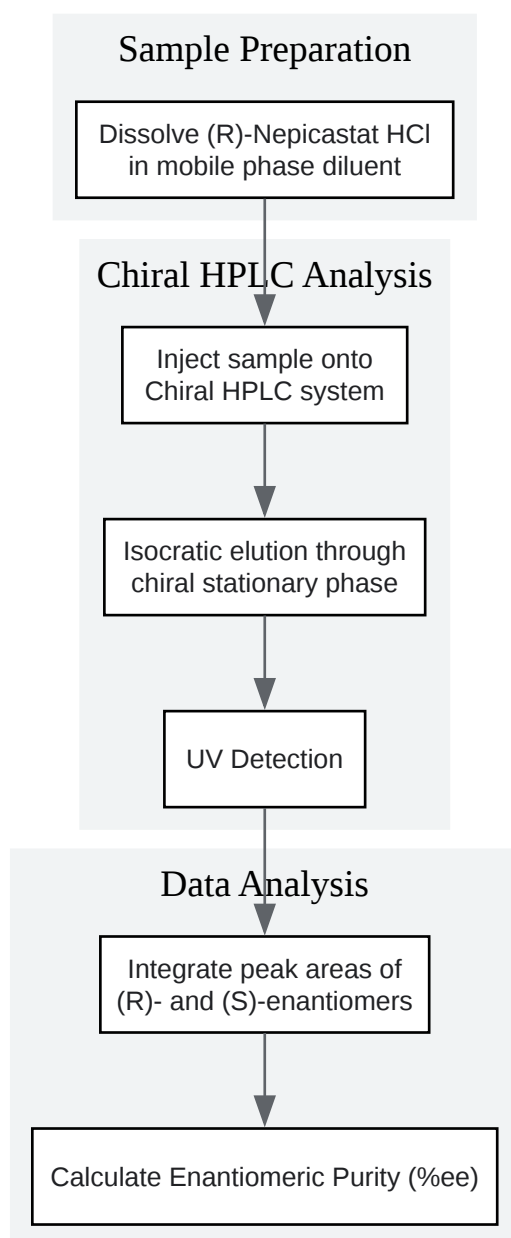 Sample Preparation
Dissolve (R)-Nepicastat HCl
in mobile phase diluent
Chiral HPLC Analysis
Inject sample onto
Chiral HPLC system
Isocratic elution through
chiral stationary phase
UV Detection
Data Analysis
Integrate peak areas of
(R)- and (S)-enantiomers
Calculate Enantiomeric Purity (%ee)